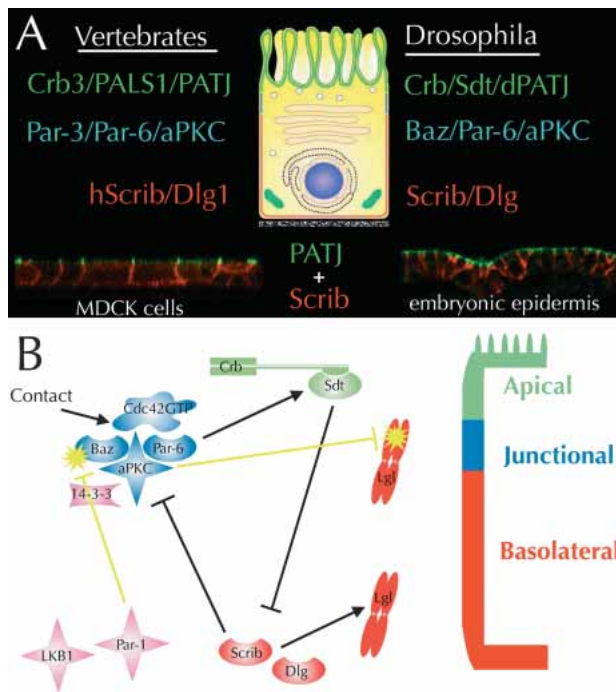 A
Vertebrates
Drosophila
Crb3/PALS1/PATJ
Crb/Sdt/dPATJ
Par-3/Par-6/aPKC
Baz/Par-6/aPKC
hScrib/Dlg1
Scrib/Dlg
PATJ
+
Scrib
MDCK cells
embryonic epidermis
B
Crb
Sdt
Contact
Cdc42GTP
Baz
Par-6
aPKC
14-3-3
Lgl
Apical
Junctional
Basolateral
Lgl
LKB1
Par-1
Scrib
Dlg